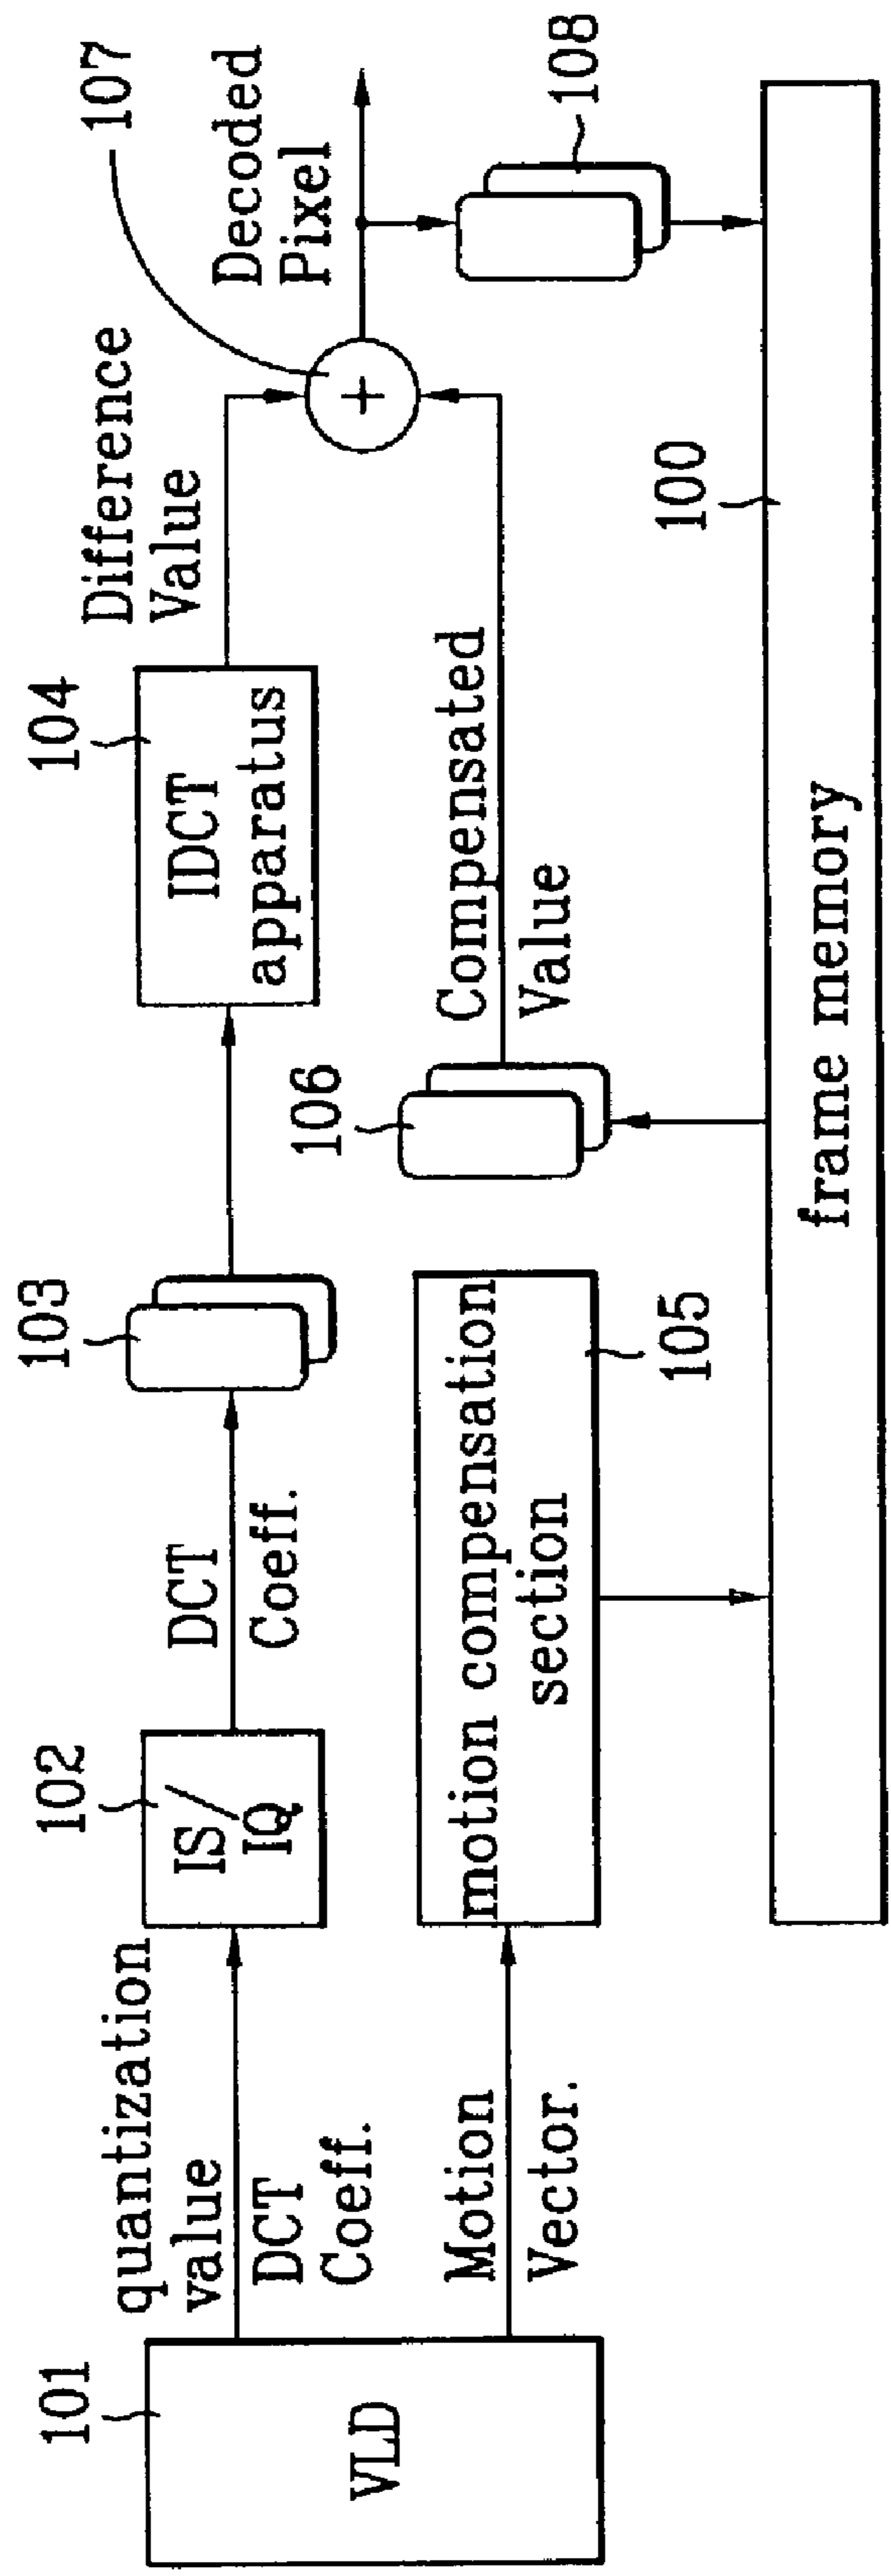 101
VLD
quantization
value
DCT
Coeff.
Motion
Vector.
102
IS
IQ
DCT
Coeff.
motion compensation
section
105
103
106
104
IDCT
apparatus
Compensated
Value
Difference
Value
107
+
Decoded
Pixel
108
100
frame memory